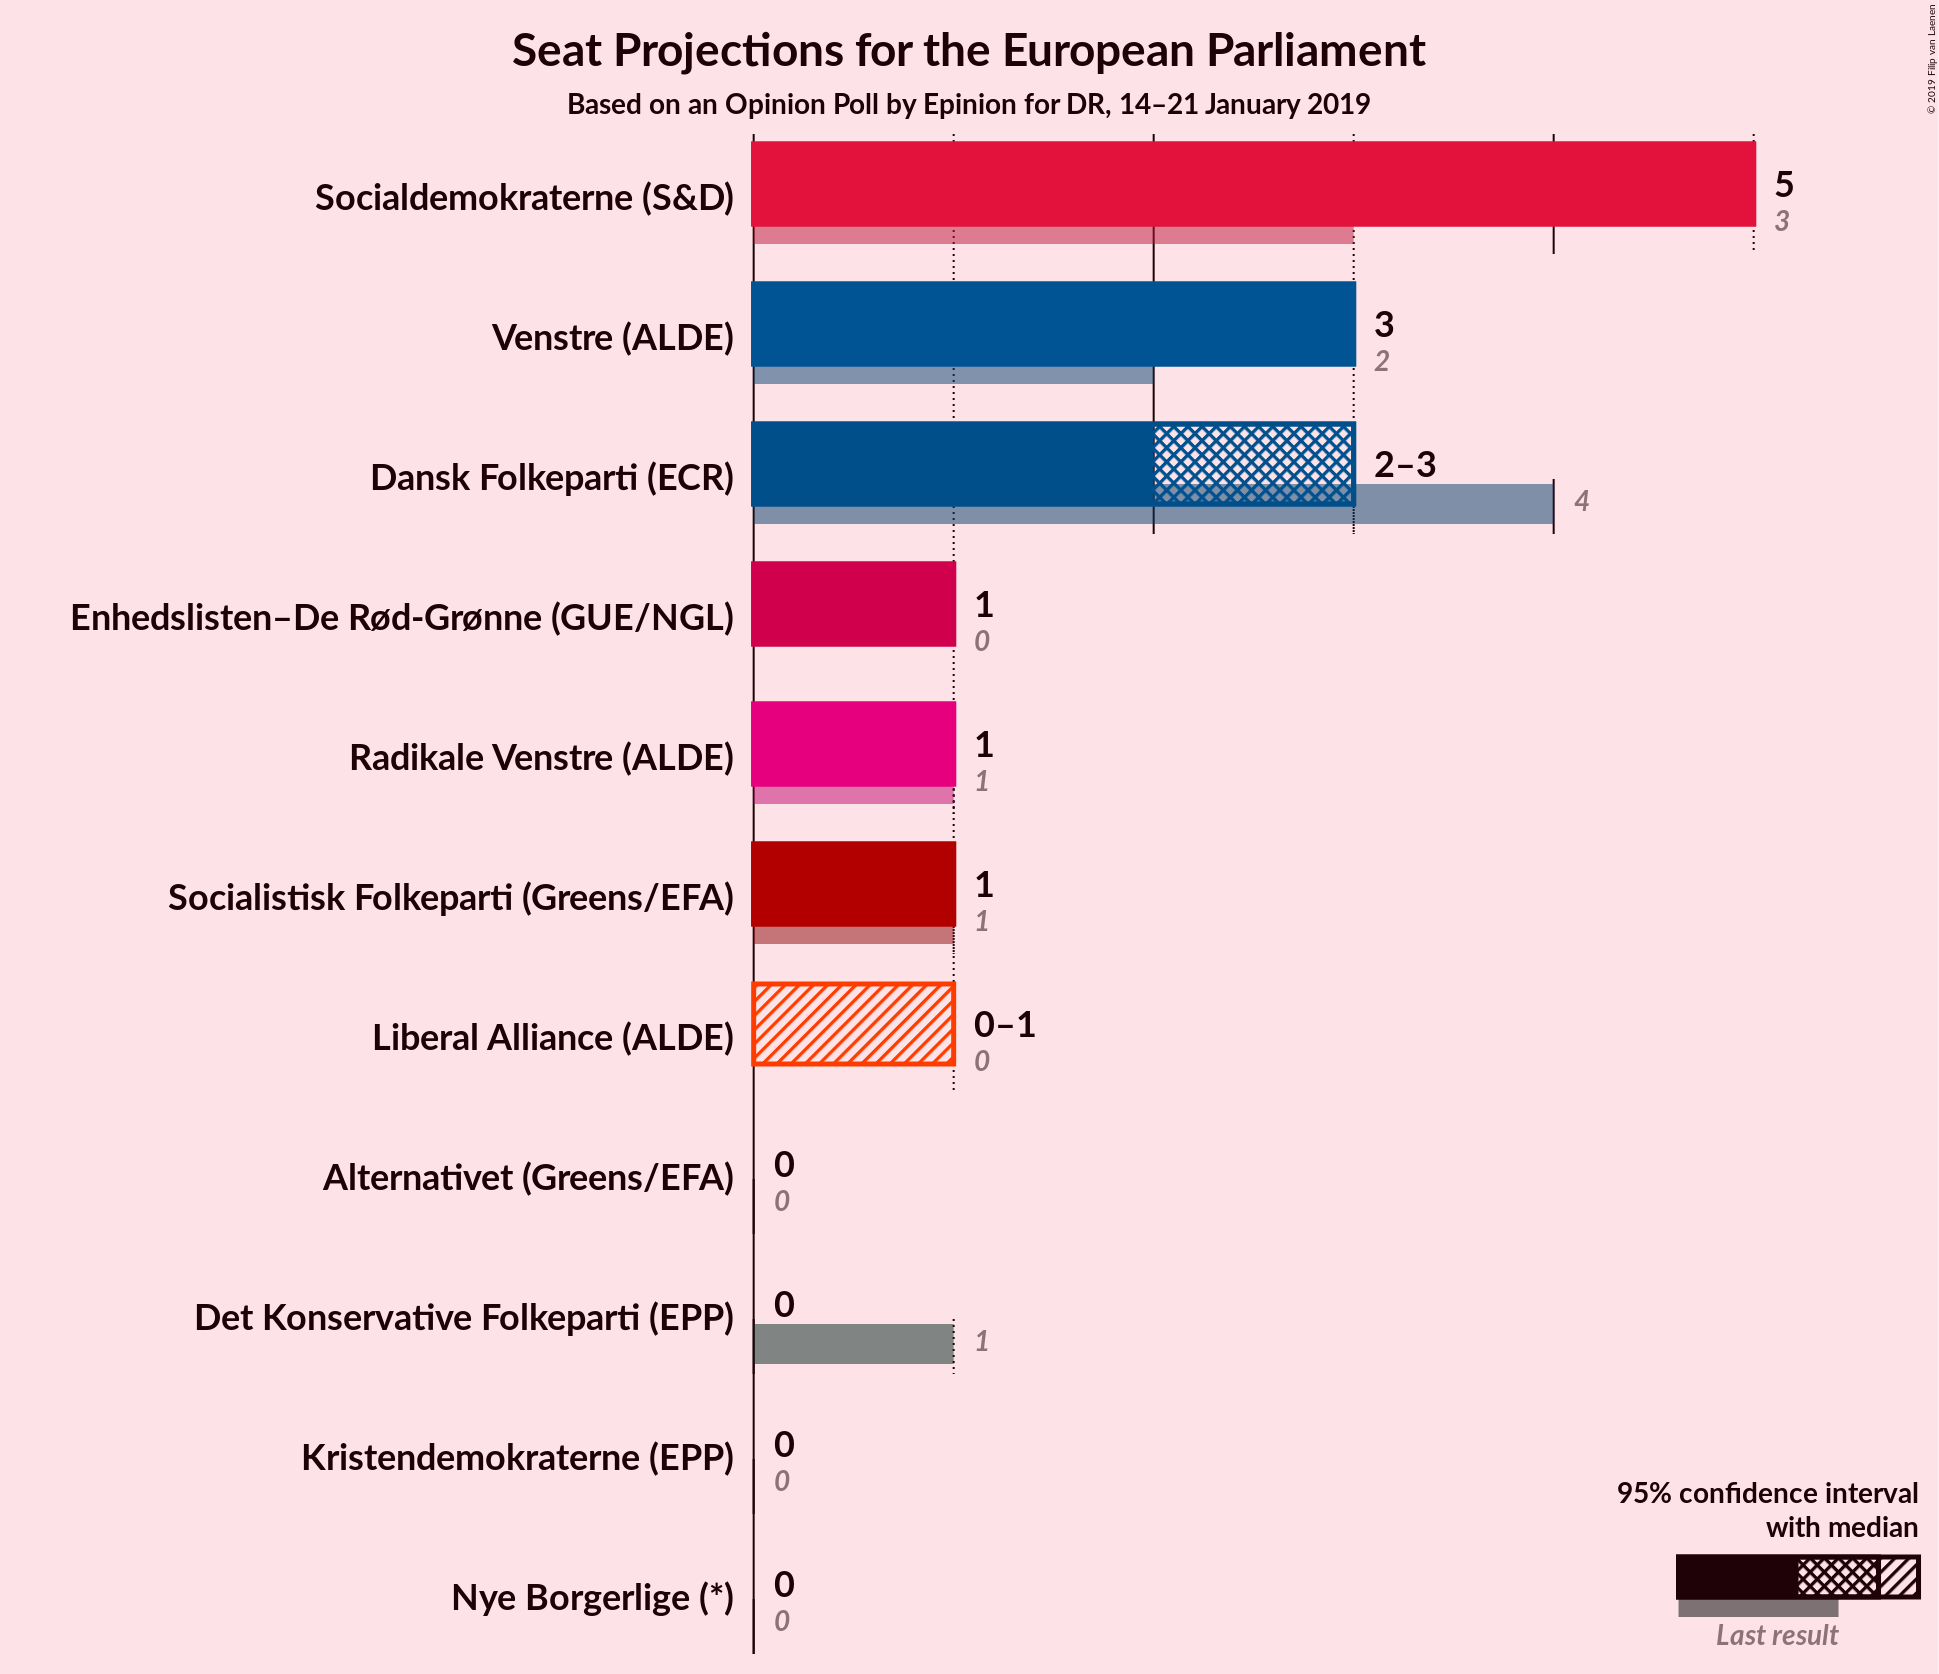 Seat Projections for the European Parliament
Based on an Opinion Poll by Epinion for DR, 14–21 January 2019
© 2019 Filip van Laenen
Socialdemokraterne (S&D)
5
3
Venstre (ALDE)
3
2
Dansk Folkeparti (ECR)
2–3
4
Enhedslisten–De Rød-Grønne (GUE/NGL)
1
0
Radikale Venstre (ALDE)
1
1
Socialistisk Folkeparti (Greens/EFA)
1
1
Liberal Alliance (ALDE)
0–1
0
Alternativet (Greens/EFA)
0
0
Det Konservative Folkeparti (EPP)
0
1
Kristendemokraterne (EPP)
0
0
Nye Borgerlige (*)
0
0
95% confidence interval
with median
Last result